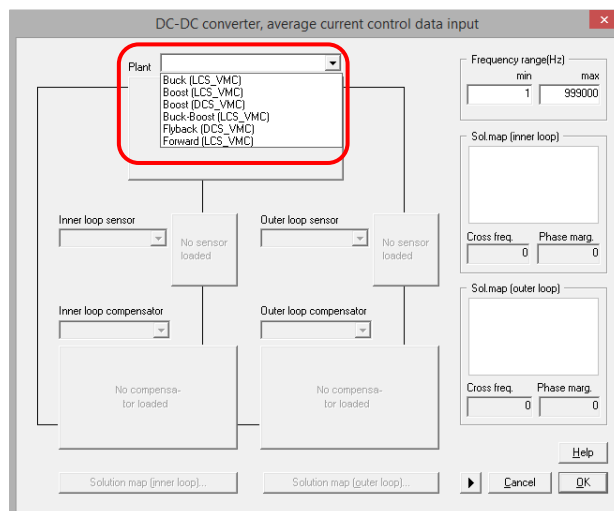 DC-DC converter, average current control data input
Plant
Buck (LCS_VMC)
Boost (LCS_VMC)
Boost (DCS_VMC)
Buck-Boost (LCS_VMC)
Flyback (DCS_VMC)
Forward (LCS_VMC)
Frequency range(Hz)
min max
1 999000
Sol.map (inner loop)
Cross freq. Phase marg.
0 0
Inner loop sensor
No sensor
loaded
Outer loop sensor
No sensor
loaded
Inner loop compensator
No compensa-
tor loaded
Outer loop compensator
No compensa-
tor loaded
Sol.map (outer loop)
Cross freq. Phase marg.
0 0
Solution map (inner loop)...
Solution map (outer loop)...
Help
Cancel
OK